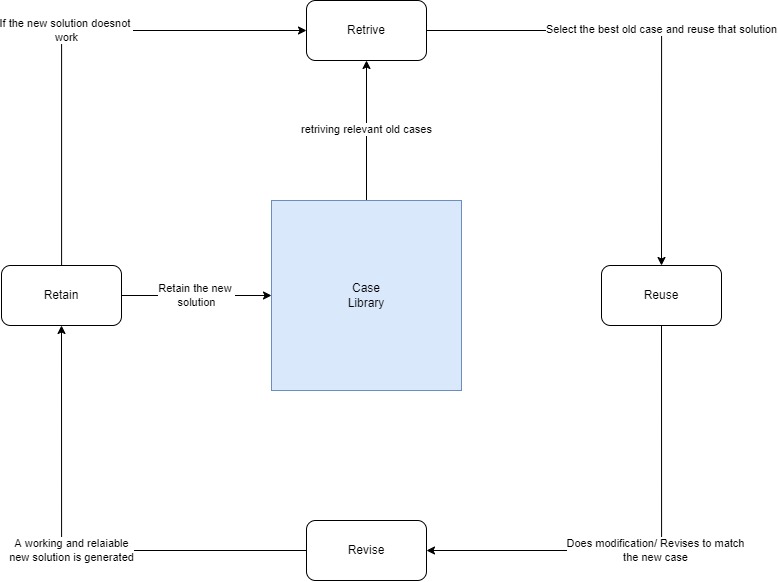 If the new solution doesnot
work
Retrive
Select the best old case and reuse that solution
retriving relevant old cases
Retain
Retain the new
solution
Case
Library
Reuse
A working and relaiable
new solution is generated
Revise
Does modification/ Revises to match
the new case